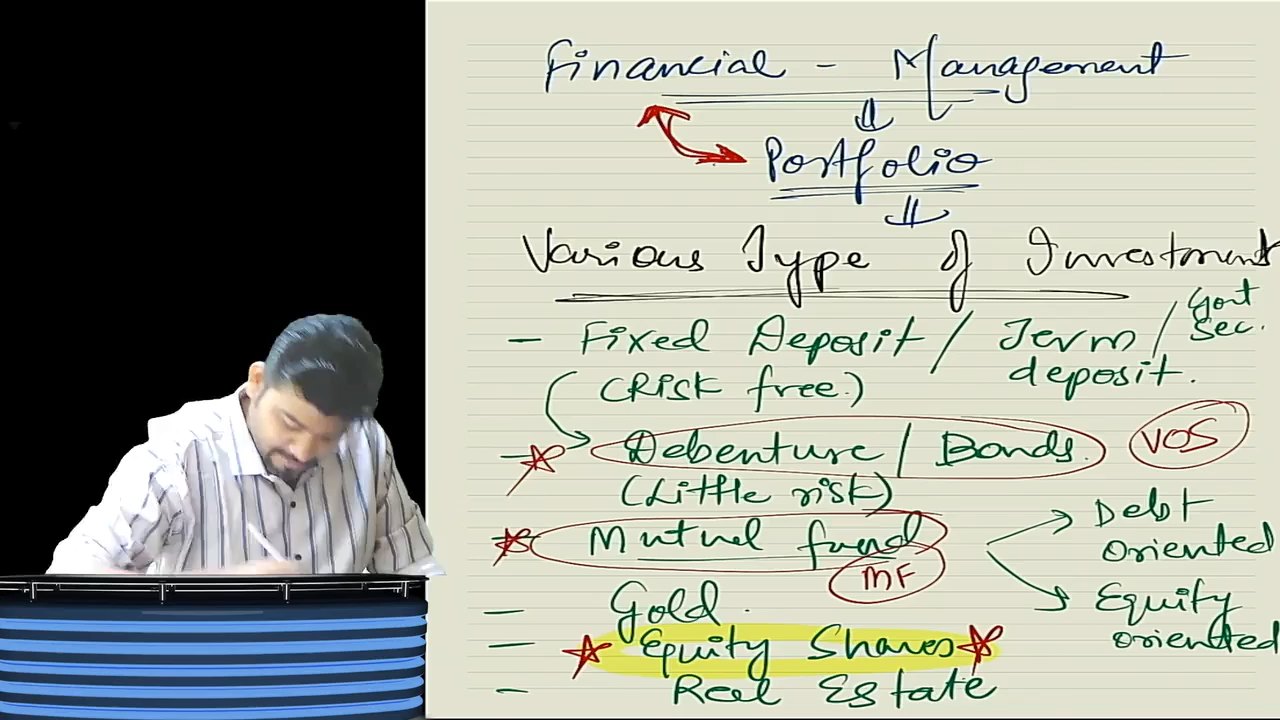 Financial - Management
⇓
Portfolio
⇓
Various Type of Investment
- Fixed Deposit / Term deposit. / Govt Sec.
(Risk free.)
- Debenture / Bonds. VOS
(Little risk)
- Mutual fund
MF
Debt oriented
Equity oriented
- Gold.
- Equity Shares
- Real Estate